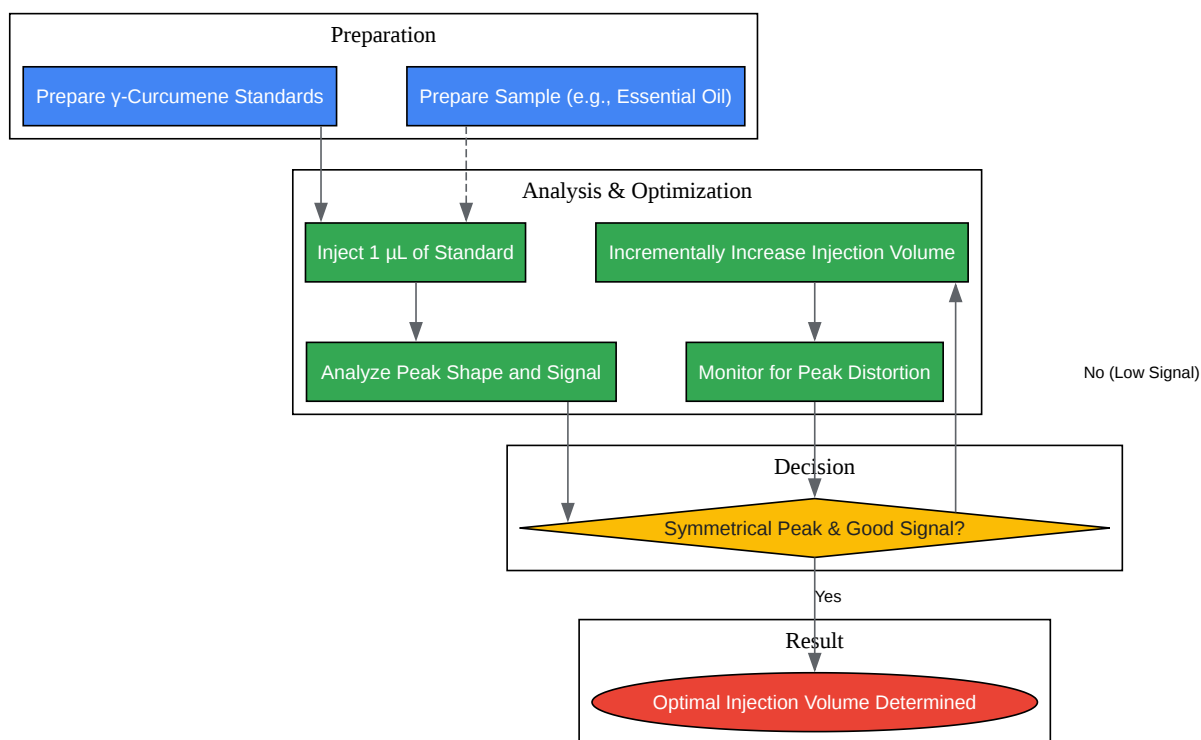 Preparation
Prepare γ-Curcumene Standards
Prepare Sample (e.g., Essential Oil)
Analysis & Optimization
Inject 1 µL of Standard
Incrementally Increase Injection Volume
Analyze Peak Shape and Signal
Monitor for Peak Distortion
No (Low Signal)
Decision
Symmetrical Peak & Good Signal?
Yes
Result
Optimal Injection Volume Determined